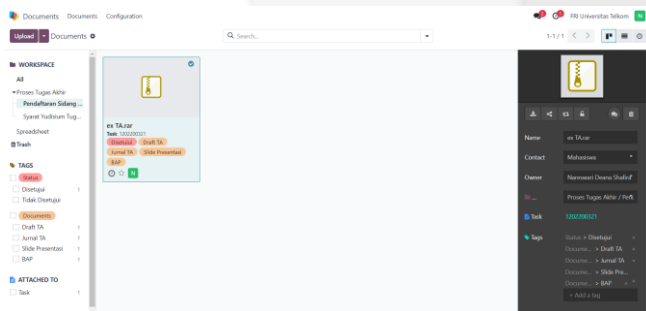 Documents Documents Configuration FRI Universitas Telkom N
Upload Documents Search... 1-1 / 1
WORKSPACE
All
Proses Tugas Akhir
Pendaftaran Sidang ...
Syarat Yudisium Tug...
Spreadsheet
Trash
TAGS
Status
Disetujui 1
Tidak Disetujui
Documents
Draft TA 1
Jurnal TA 1
Slide Presentasi 1
BAP 1
ATTACHED TO
Task 1
ex TA.rar
Task 1202200321
Disetujui Draft TA
Jurnal TA Slide Presentasi
BAP
N
Name ex TA.rar
Contact Mahasiswa
Owner
... Proses Tugas Akhir /
Task 1202200321
Tags Status > Disetujui ×
Docume... > Draft TA ×
Docume... > Jurnal TA ×
Docume... > Slide Pre...
Docume... > BAP ×
+ Add a tag